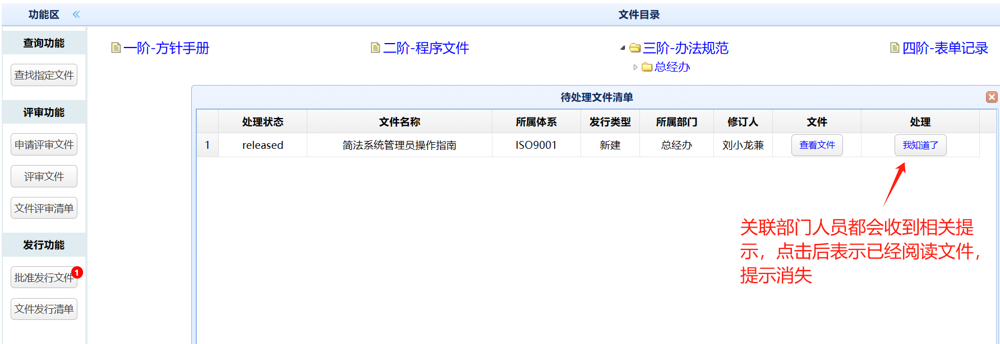 功能区
文件目录
查询功能
查找指定文件
评审功能
申请评审文件
评审文件
文件评审清单
发行功能
批准发行文件
1
文件发行清单
一阶-方针手册
二阶-程序文件
三阶-办法规范
四阶-表单记录
总经办
待处理文件清单
处理状态 文件名称 所属体系 发行类型 所属部门 修订人 文件 处理
1 released 简法系统管理员操作指南 ISO9001 新建 总经办 刘小龙兼 查看文件 我知道了
关联部门人员都会收到相关提
示，点击后表示已经阅读文件，
提示消失